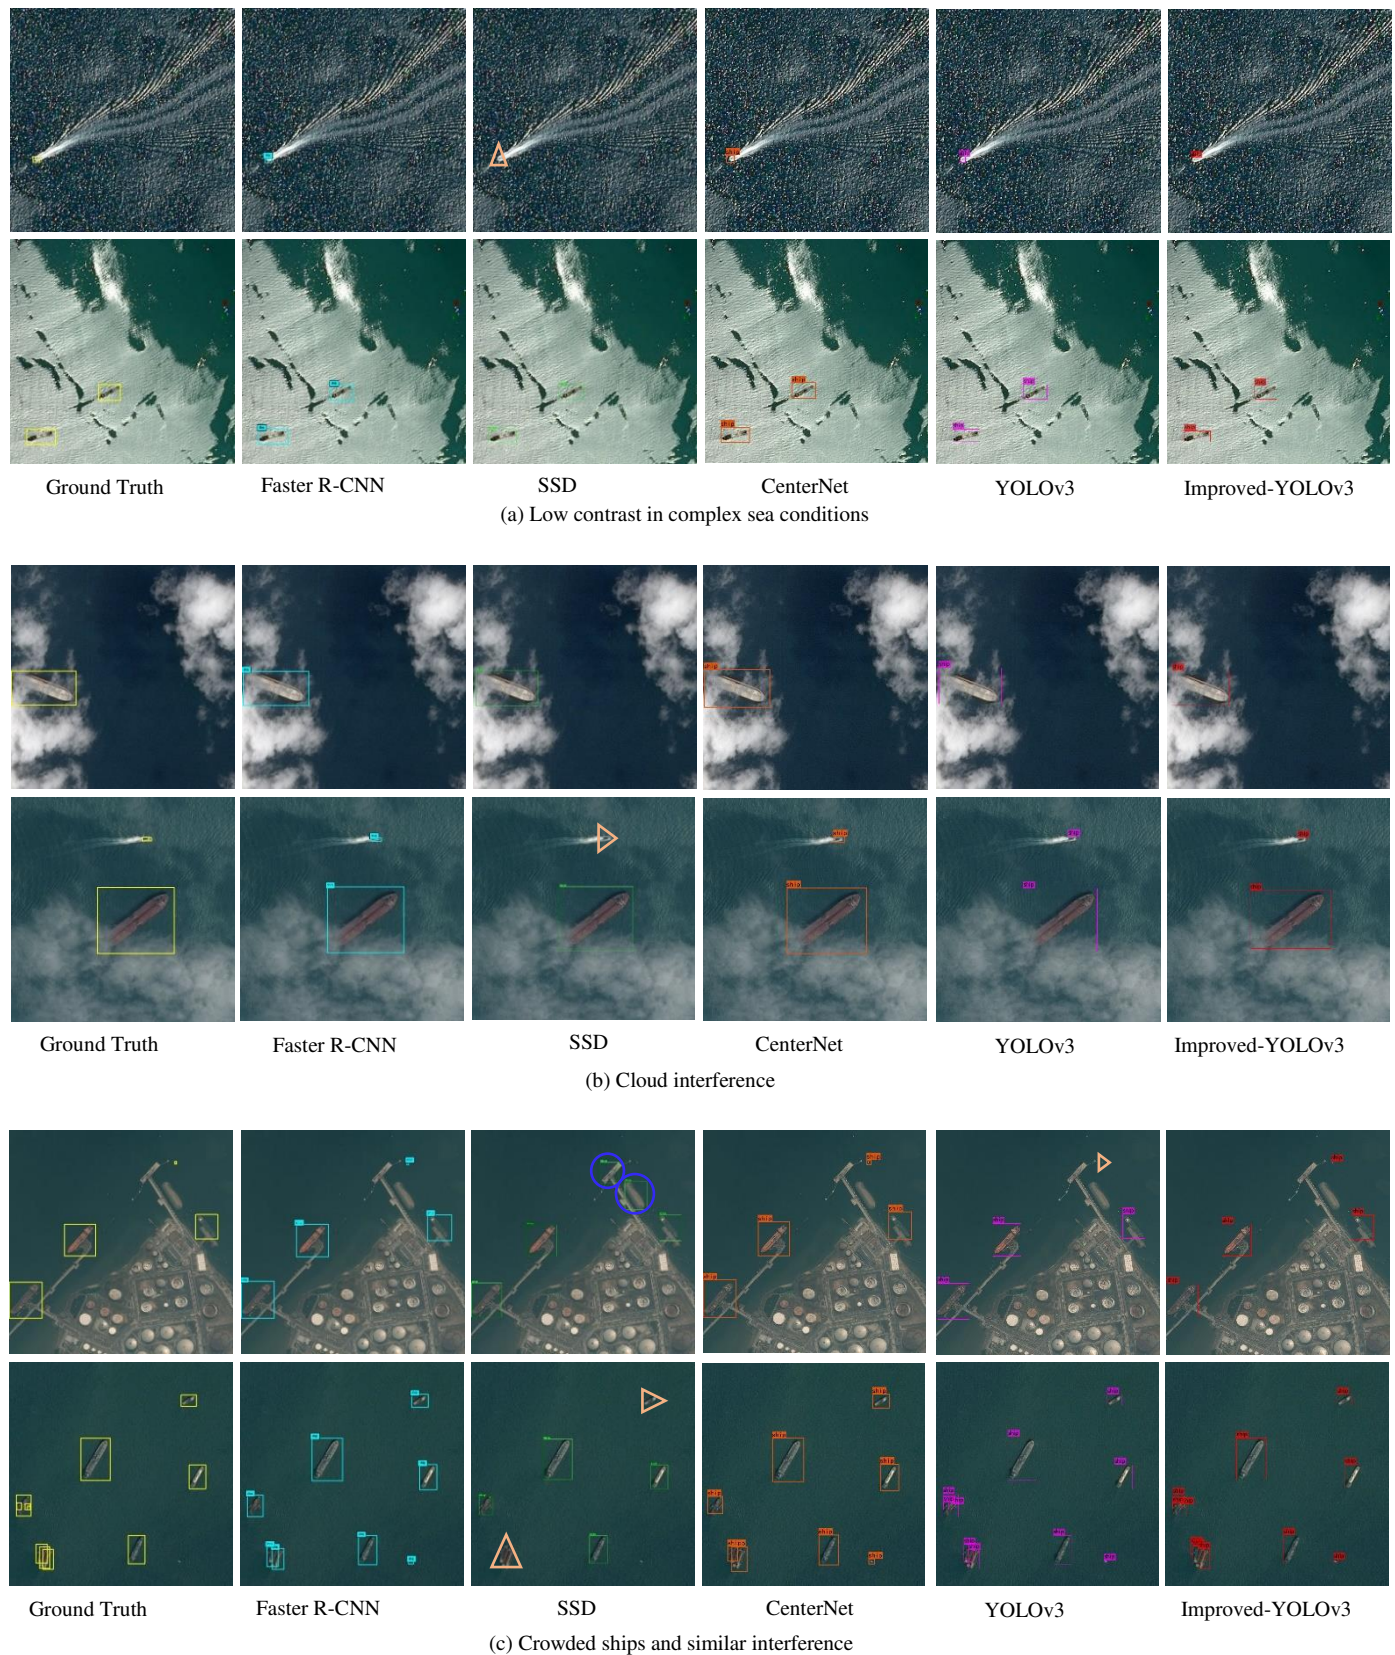 Ground Truth
Faster R-CNN
SSD
CenterNet
YOLOv3
Improved-YOLOv3
(a) Low contrast in complex sea conditions
Ground Truth
Faster R-CNN
SSD
CenterNet
YOLOv3
Improved-YOLOv3
(b) Cloud interference
Ground Truth
Faster R-CNN
SSD
CenterNet
YOLOv3
Improved-YOLOv3
(c) Crowded ships and similar interference